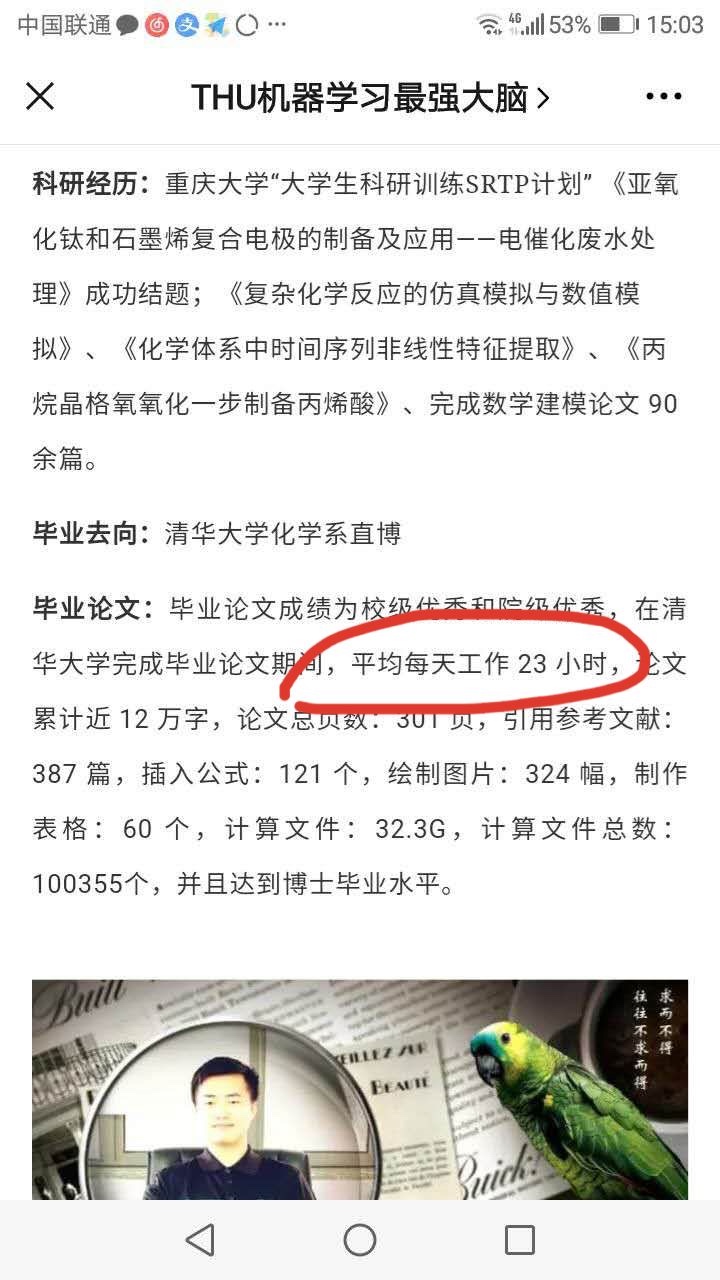 中国联通 4G 53% 15:03
THU机器学习最强大脑
科研经历：重庆大学“大学生科研训练SRTP计划” 《亚氧
化钛和石墨烯复合电极的制备及应用——电催化废水处
理》成功结题；《复杂化学反应的仿真模拟与数值模
拟》、《化学体系中时间序列非线性特征提取》、《丙
烷晶格氧氧化一步制备丙烯酸》、完成数学建模论文 90
余篇。
毕业去向：清华大学化学系直博
毕业论文：毕业论文成绩为校级优秀和院级优秀，在清
华大学完成毕业论文期间，平均每天工作 23 小时，论文
累计近 12 万字，论文总页数：301 页，引用参考文献：
387 篇，插入公式：121 个，绘制图片：324 幅，制作
表格：60 个，计算文件：32.3G，计算文件总数：
100355个，并且达到博士毕业水平。
Built
EILLEZ SUR
BEAUTÉ
Quick!
求而不得
往往不求而得